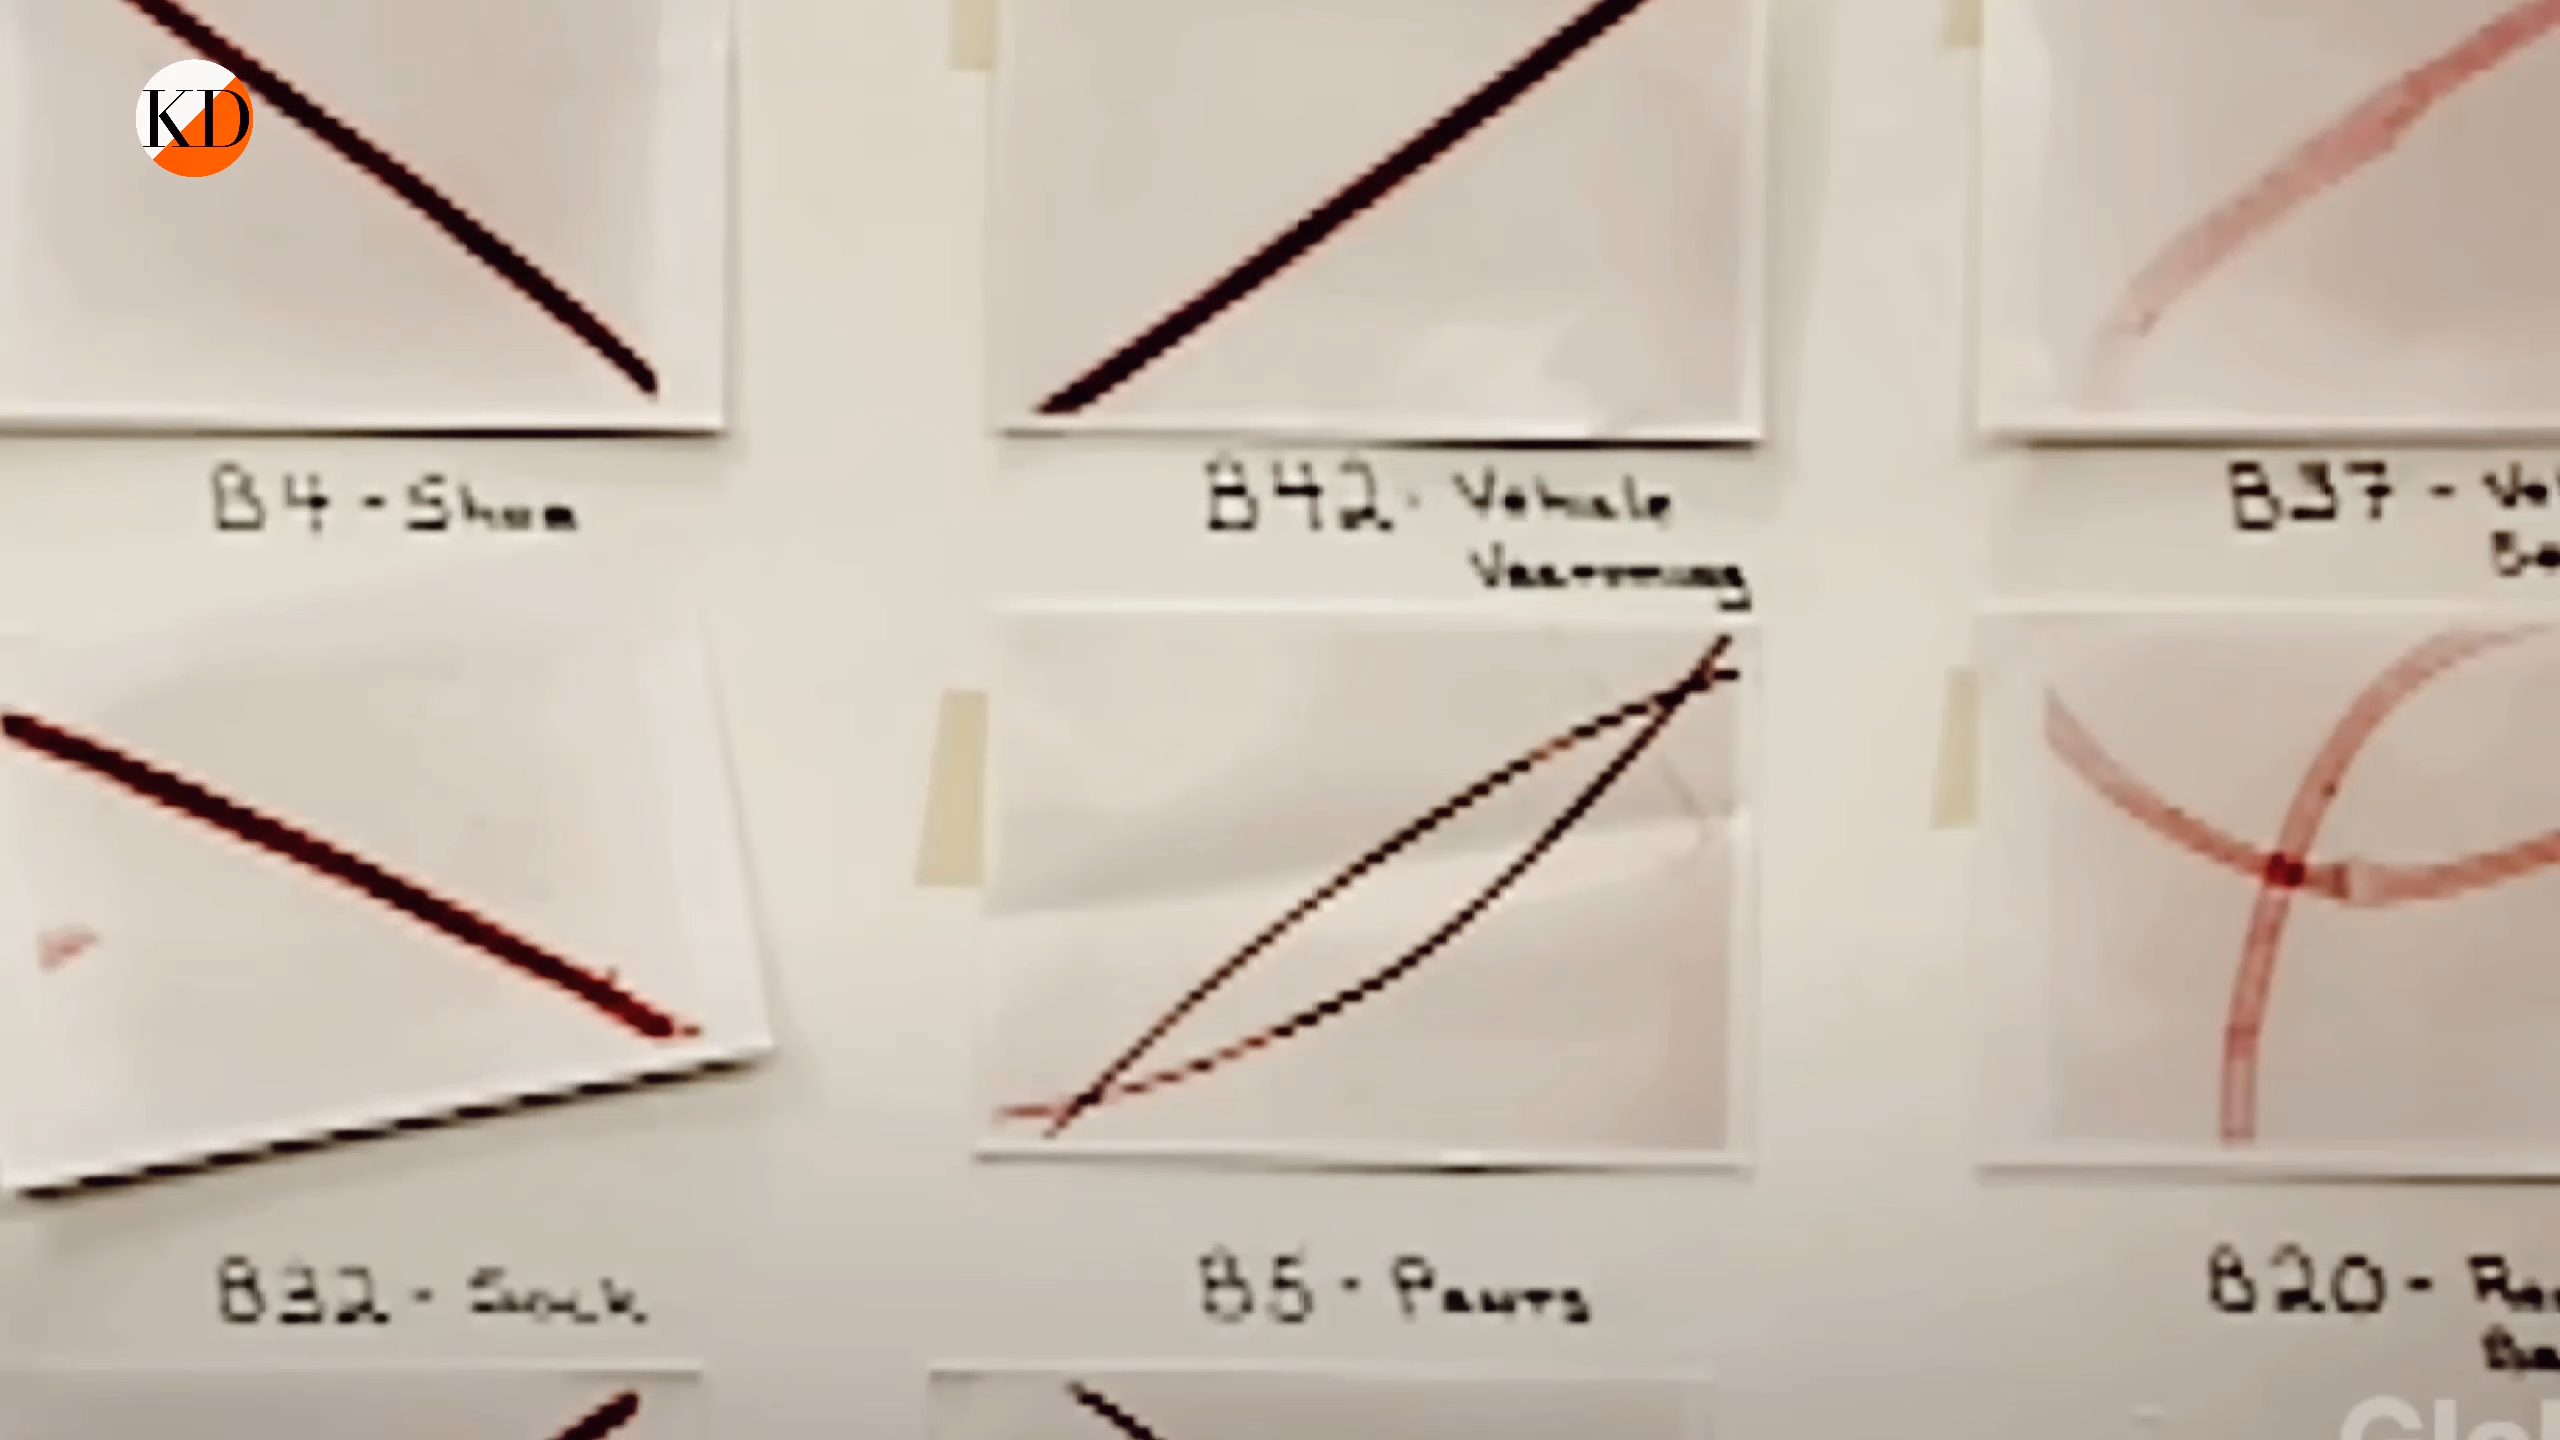 KD
B4 - Shoe
B42 - Vehicle
Vacuuming
B37 -
B32 - Sock
B5 - Pants
B20 -